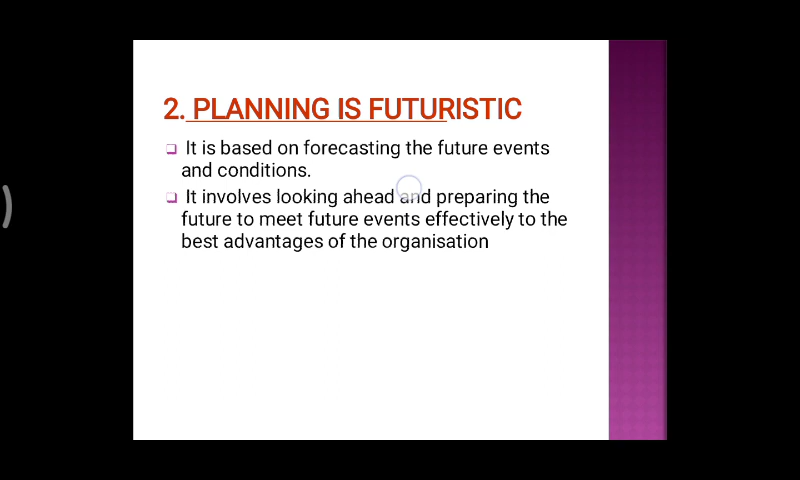 2. PLANNING IS FUTURISTIC
It is based on forecasting the future events
and conditions.
It involves looking ahead and preparing the
future to meet future events effectively to the
best advantages of the organisation